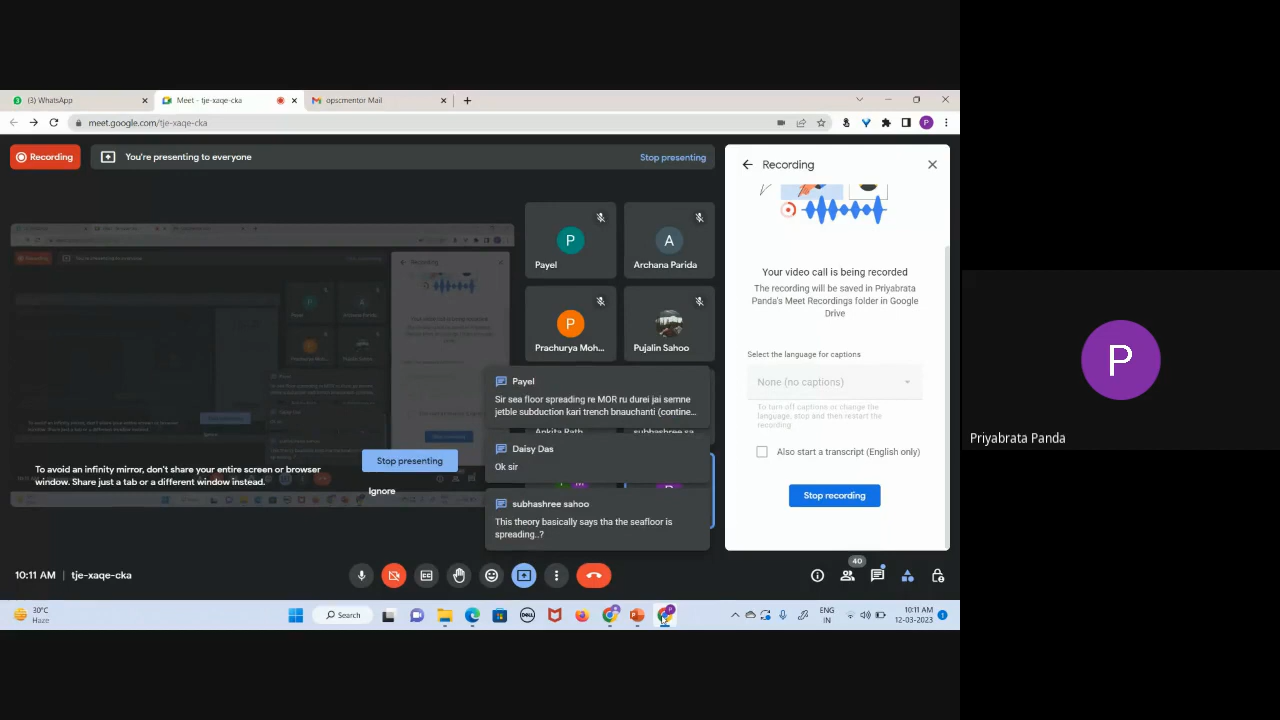 (3) WhatsApp
Meet - tje-xaqe-cka
opscmentor Mail
meet.google.com/tje-xaqe-cka
Recording
You're presenting to everyone
Stop presenting
P
Payel
A
Archana Parida
P
Prachurya Moh...
Pujalin Sahoo
Payel
Sir sea floor spreading re MOR ru durei jai semne
jetble subduction kari trench bnauchanti (contine...
Ankita Rath
subhashree sa...
Daisy Das
Ok sir
subhashree sahoo
This theory basically says tha the seafloor is
spreading..?
To avoid an infinity mirror, don't share your entire screen or browser
window. Share just a tab or a different window instead.
Stop presenting
Ignore
Recording
Your video call is being recorded
The recording will be saved in Priyabrata
Panda's Meet Recordings folder in Google
Drive
Select the language for captions
None (no captions)
To turn off captions or change the
language, stop and then restart the
recording
Also start a transcript (English only)
Stop recording
10:11 AM | tje-xaqe-cka
40
30°C
Haze
Search
ENG
IN
10:11 AM
12-03-2023
1
P
Priyabrata Panda